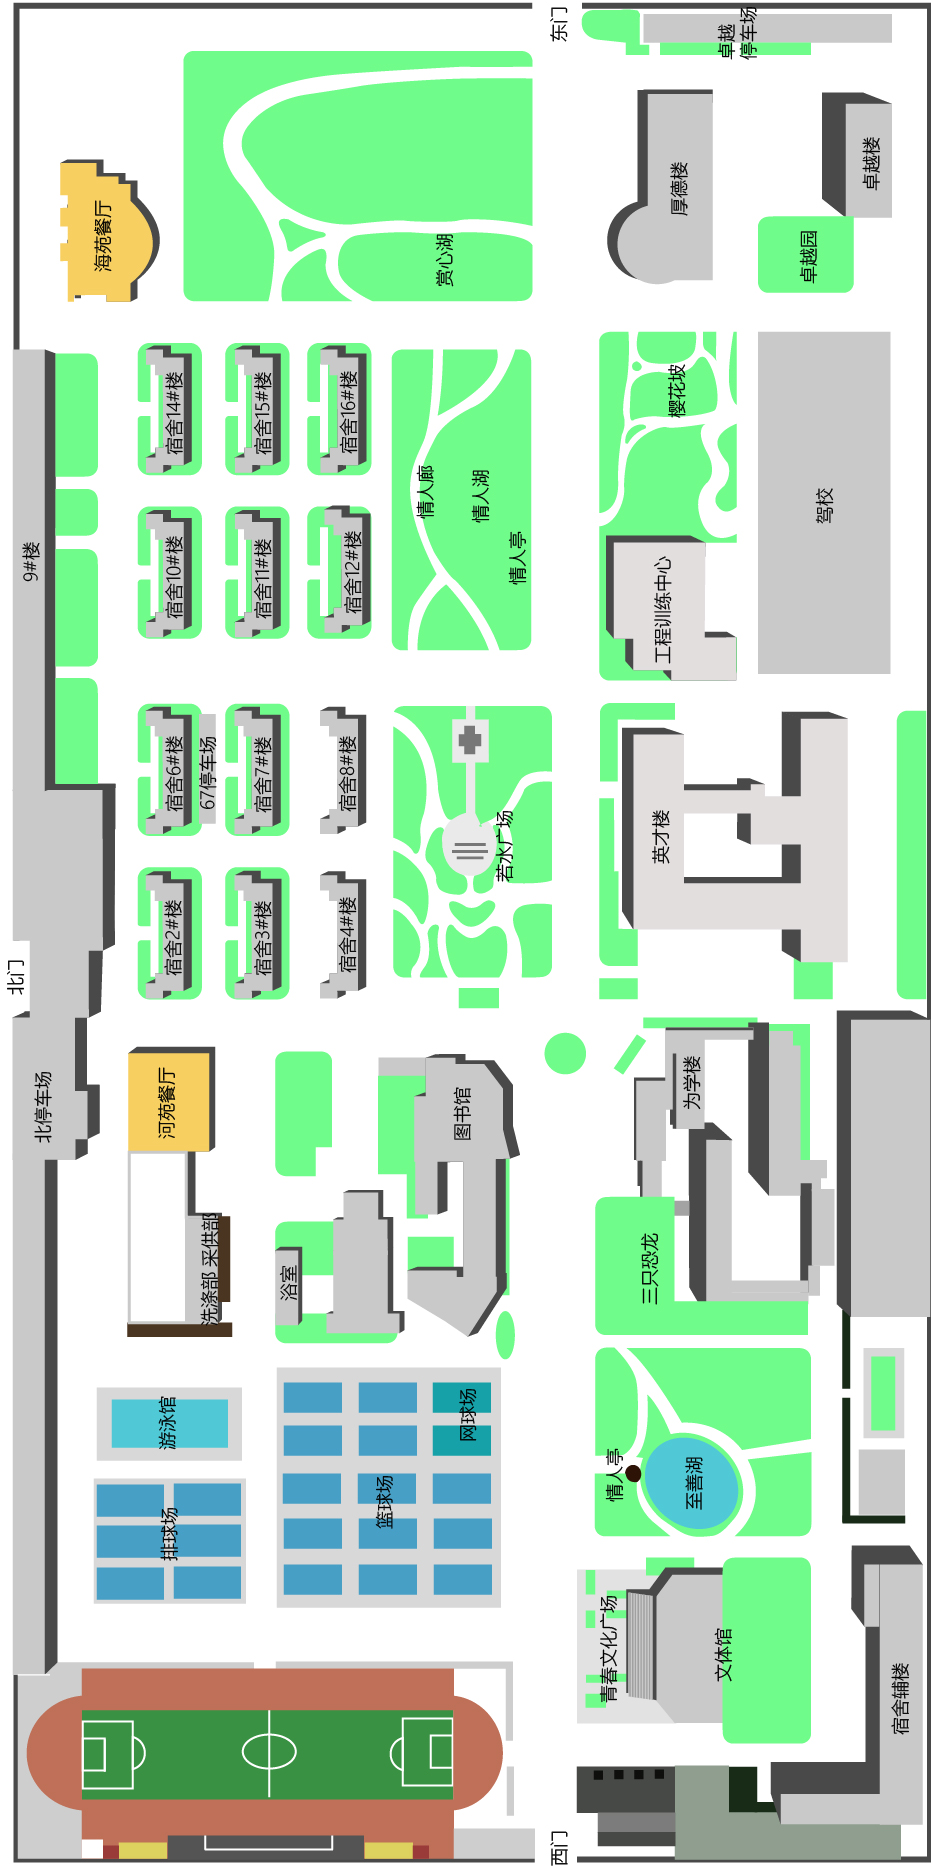 东门
卓越
停车场
海苑餐厅
厚德楼
卓越楼
赏心湖
卓越园
宿舍14#楼
宿舍15#楼
宿舍16#楼
樱花坡
情人廊
情人湖
驾校
9#楼
宿舍10#楼
宿舍11#楼
宿舍12#楼
情人亭
工程训练中心
宿舍6#楼
67停车场
宿舍7#楼
宿舍8#楼
若水广场
英才楼
宿舍2#楼
宿舍3#楼
宿舍4#楼
北门
北停车场
河苑餐厅
图书馆
为学楼
洗涤部 采供部
浴室
三只恐龙
游泳馆
网球场
情人亭
至善湖
排球场
篮球场
青春文化广场
文体馆
宿舍辅楼
西门